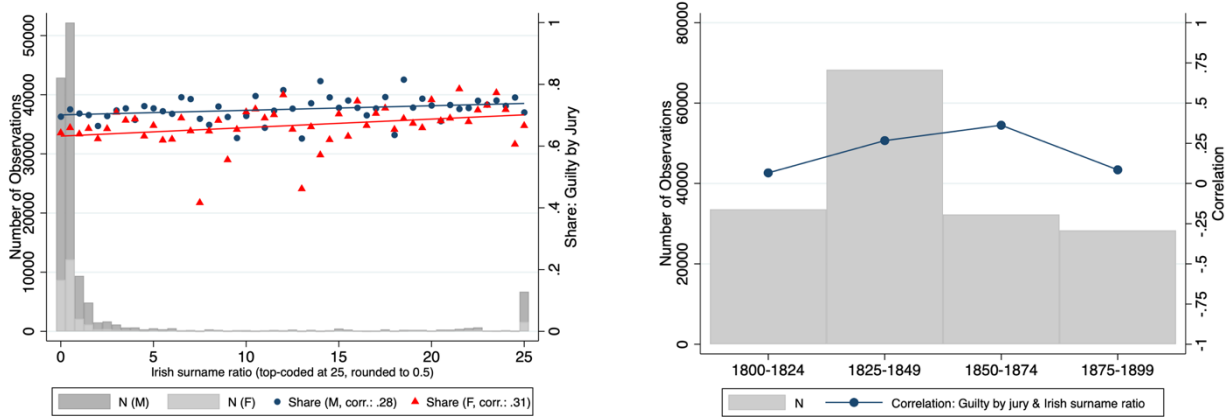 50000
40000
30000
20000
10000
0
Number of Observations
1
.8
.6
.4
.2
0
Share: Guilty by Jury
0 5 10 15 20 25
Irish surname ratio (top-coded at 25, rounded to 0.5)
N (M) N (F) Share (M, corr.: .28) Share (F, corr.: .31)
80000
60000
40000
20000
0
Number of Observations
1
.75
.5
.25
0
-.25
-.5
-.75
-1
Correlation
1800-1824 1825-1849 1850-1874 1875-1899
N Correlation: Guilty by jury & Irish surname ratio